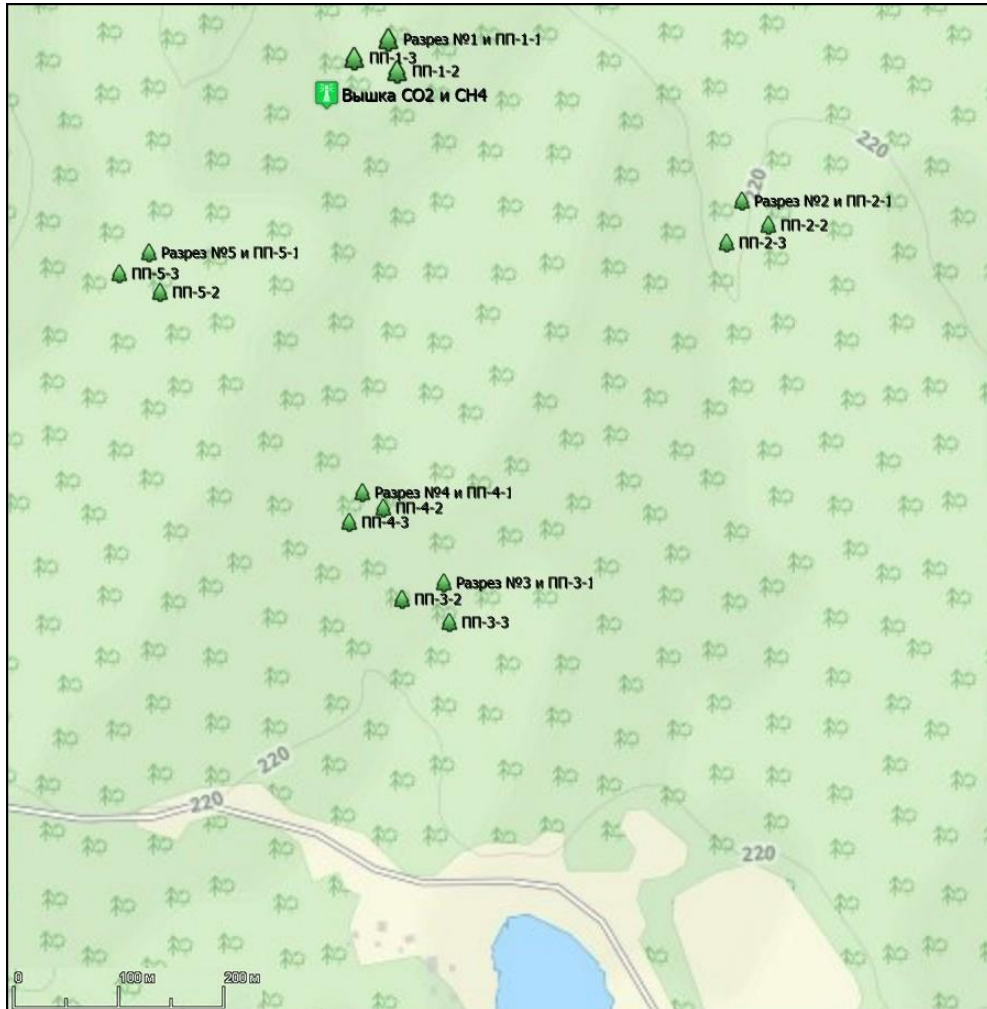 Разрез №1 и ПП-1-1
ПП-1-3
ПП-1-2
Вышка СО2 и СН4
220
220
Разрез №2 и ПП-2-1
ПП-2-2
ПП-2-3
Разрез №5 и ПП-5-1
ПП-5-3
ПП-5-2
Разрез №4 и ПП-4-1
ПП-4-2
ПП-4-3
Разрез №3 и ПП-3-1
ПП-3-2
ПП-3-3
220
220
220
0 100 м 200 м